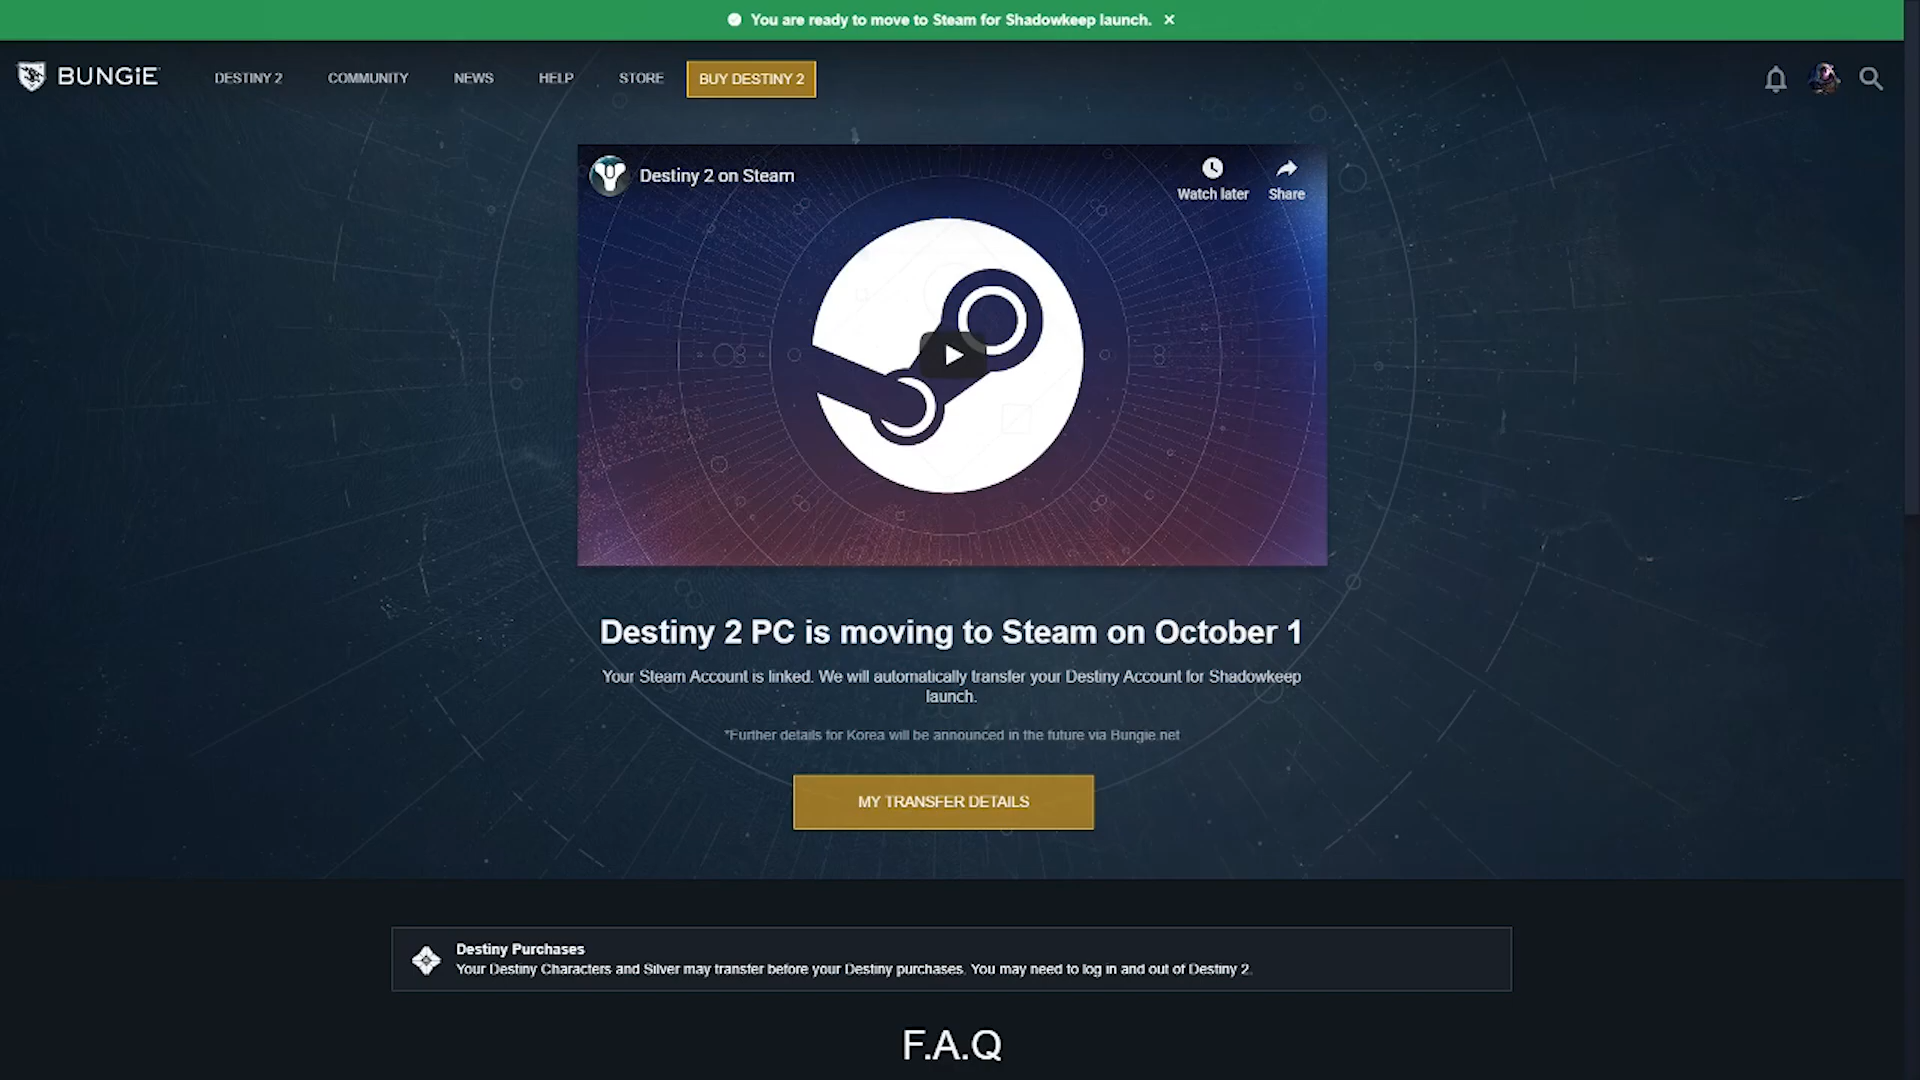 You are ready to move to Steam for Shadowkeep launch. ×
BUNGiE
DESTINY 2
COMMUNITY
NEWS
HELP
STORE
BUY DESTINY 2
Destiny 2 on Steam
Watch later
Share
Destiny 2 PC is moving to Steam on October 1
Your Steam Account is linked. We will automatically transfer your Destiny Account for Shadowkeep
launch.
*Further details for Korea will be announced in the future via Bungie.net
MY TRANSFER DETAILS
Destiny Purchases
Your Destiny Characters and Silver may transfer before your Destiny purchases. You may need to log in and out of Destiny 2.
F.A.Q